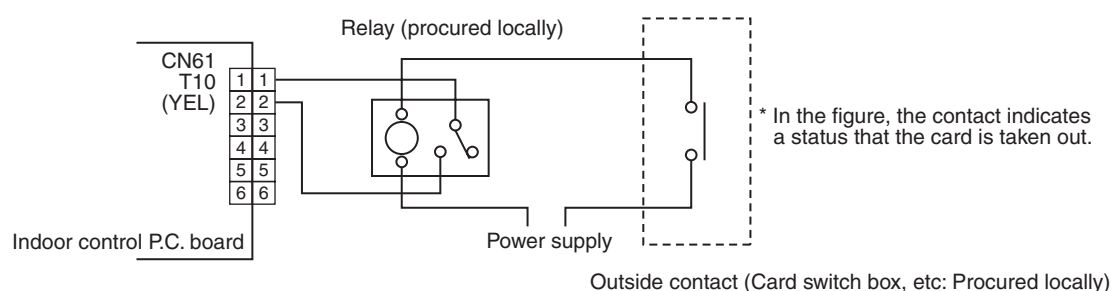 Relay (procured locally)
CN61
T10
(YEL)
1 1
2 2
3 3
4 4
5 5
6 6
* In the figure, the contact indicates
a status that the card is taken out.
Indoor control P.C. board
Power supply
Outside contact (Card switch box, etc: Procured locally)